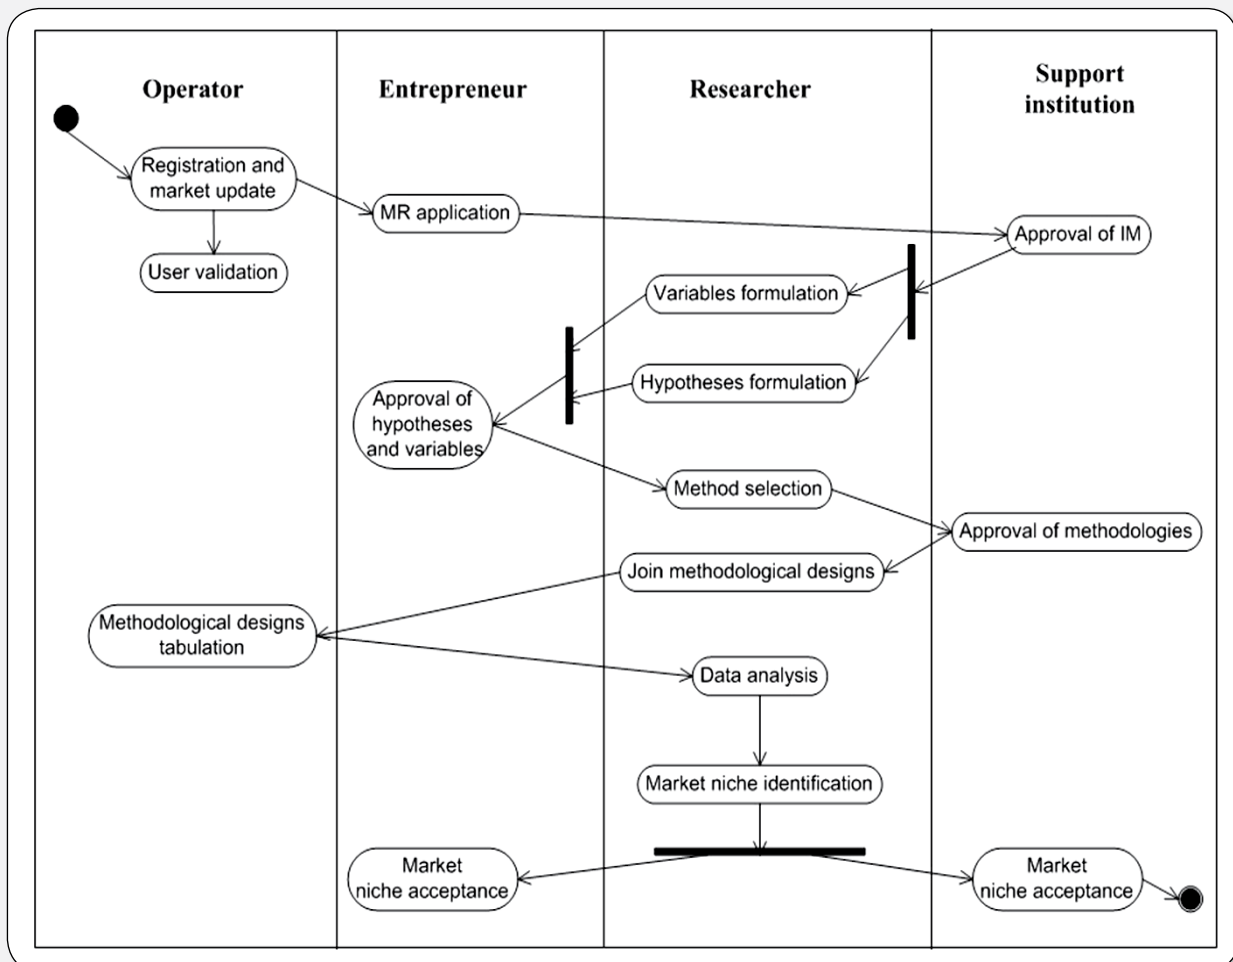 Operator
Entrepreneur
Researcher
Support
institution
Registration and
market update
MR application
Approval of IM
User validation
Variables formulation
Hypotheses formulation
Approval of
hypotheses
and variables
Method selection
Approval of methodologies
Join methodological designs
Methodological designs
tabulation
Data analysis
Market niche identification
Market
niche acceptance
Market
niche acceptance